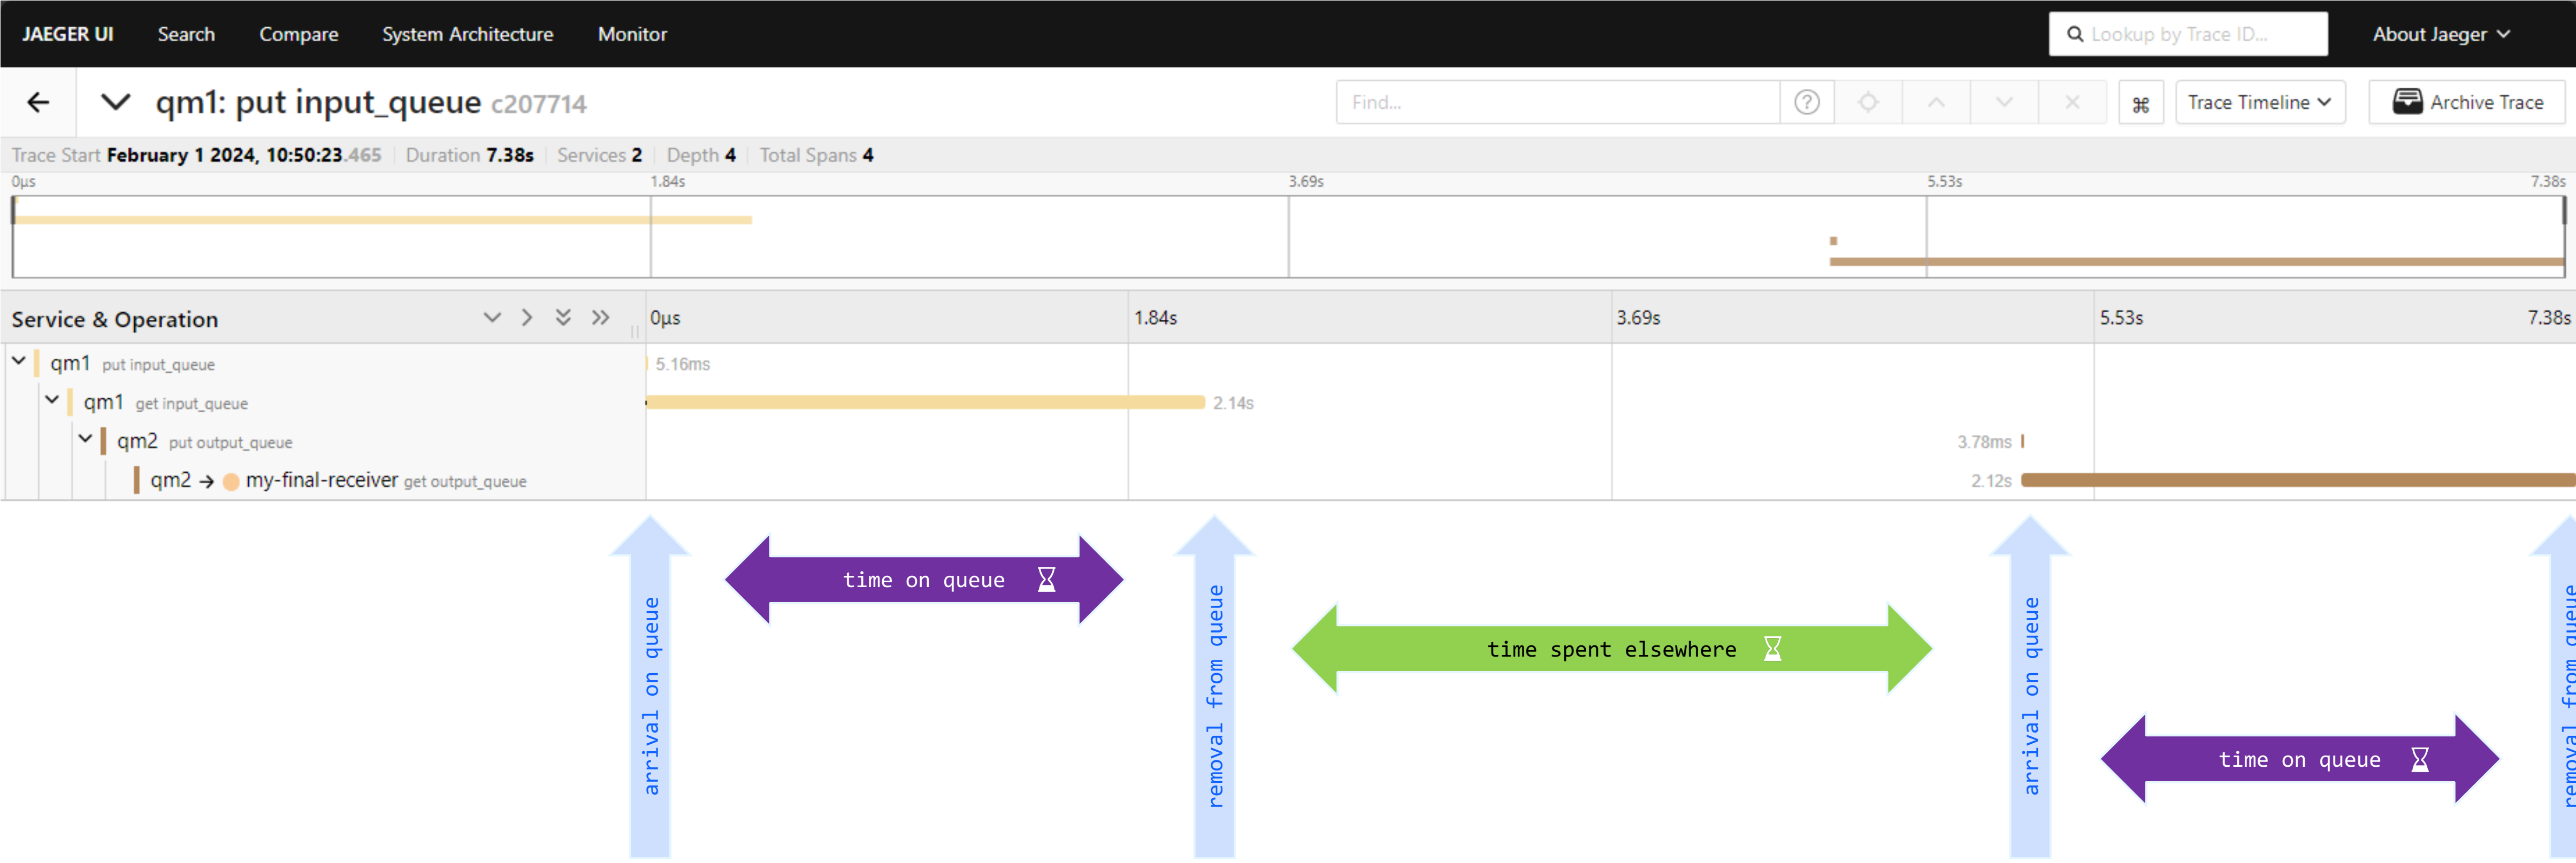 JAEGER UI Search Compare System Architecture Monitor Lookup by Trace ID... About Jaeger
qm1: put input_queue c207714 Find... ? ⌘ Trace Timeline Archive Trace
Trace Start February 1 2024, 10:50:23.465 Duration 7.38s Services 2 Depth 4 Total Spans 4
0μs 1.84s 3.69s 5.53s 7.38s
Service & Operation 0μs 1.84s 3.69s 5.53s 7.38s
qm1 put input_queue 5.16ms
qm1 get input_queue 2.14s
qm2 put output_queue 3.78ms
qm2 → my-final-receiver get output_queue 2.12s
arrival on queue
time on queue
removal from queue
time spent elsewhere
arrival on queue
time on queue
removal from queue